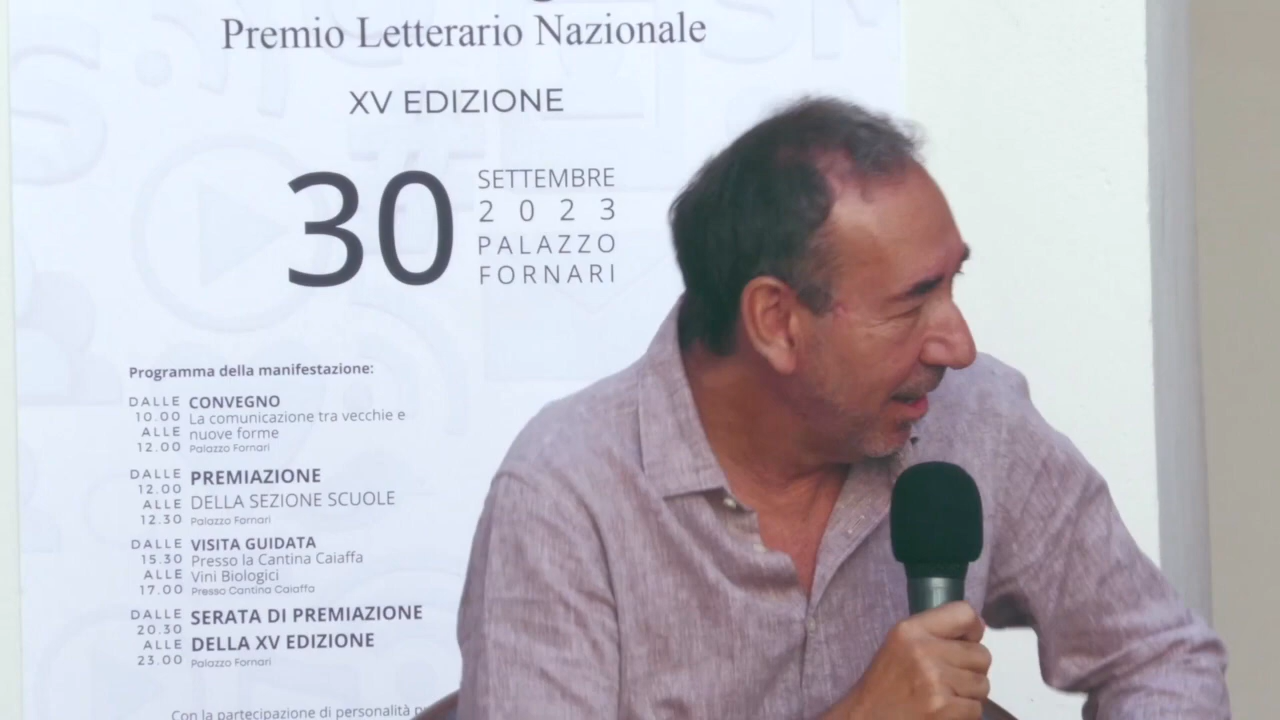 Premio Letterario Nazionale
XV EDIZIONE
30
SETTEMBRE
2023
PALAZZO
FORNARI
Programma della manifestazione:
DALLE 10.00 ALLE 12.00
CONVEGNO
La comunicazione tra vecchie e
nuove forme
Palazzo Fornari
DALLE 12.00 ALLE 12.30
PREMIAZIONE
DELLA SEZIONE SCUOLE
Palazzo Fornari
DALLE 15.30 ALLE 17.00
VISITA GUIDATA
Presso la Cantina Caiaffa
Vini Biologici
Presso Cantina Caiaffa
DALLE 20.30 ALLE 23.00
SERATA DI PREMIAZIONE
DELLA XV EDIZIONE
Palazzo Fornari
Con la partecipazione di personalità